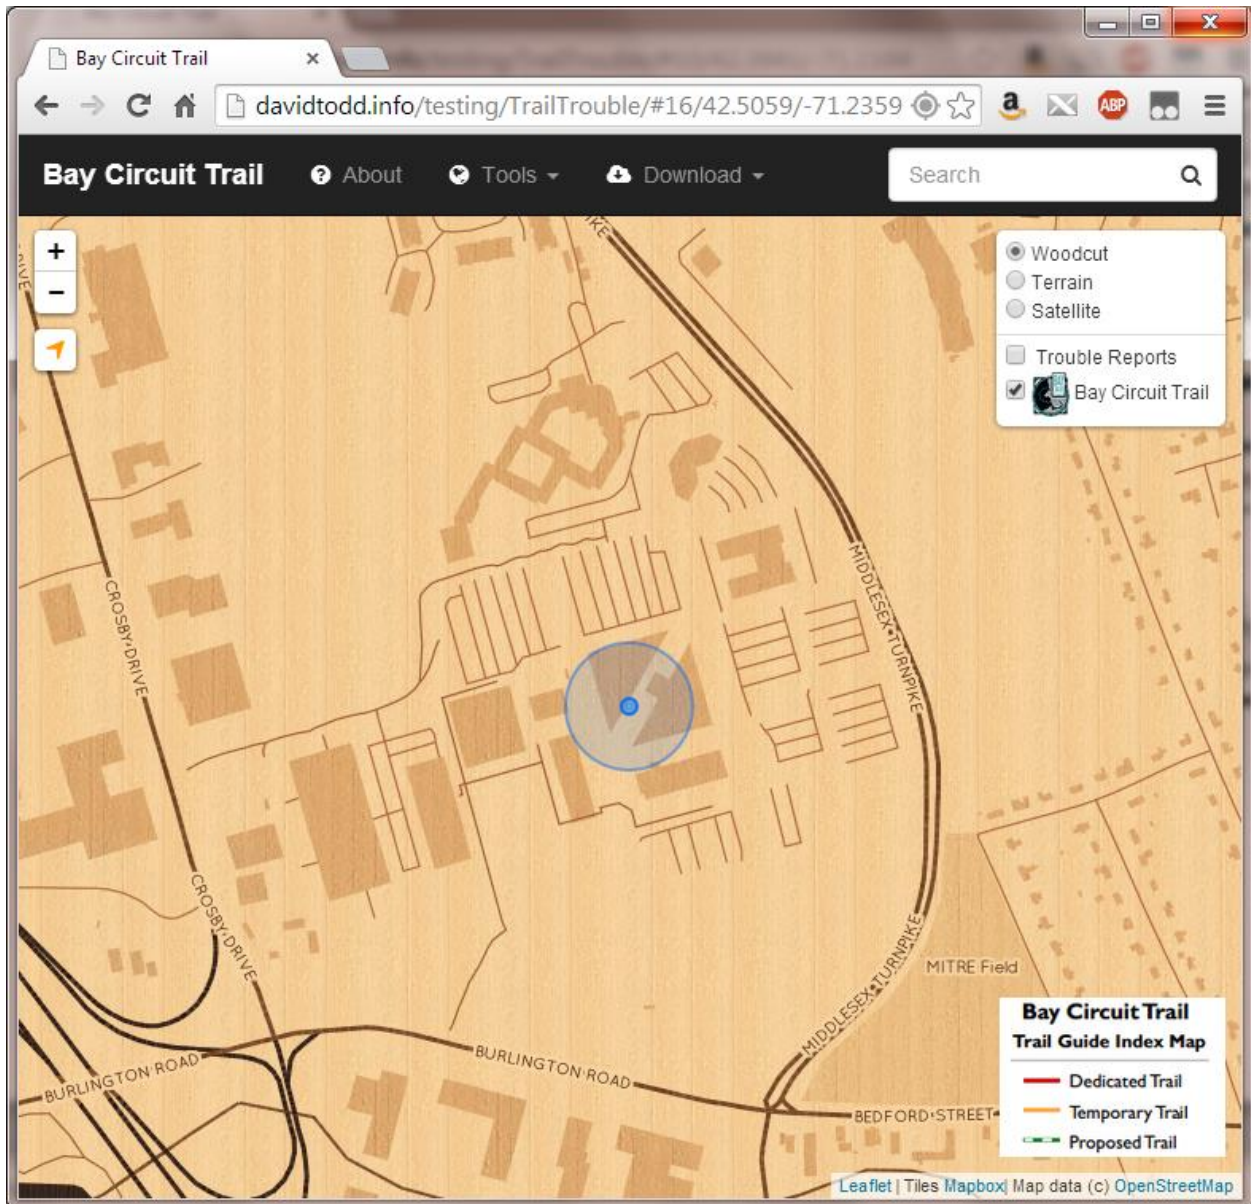 Bay Circuit Trail
davidtodd.info/testing/TrailTrouble/#16/42.5059/-71.2359
ABP
Bay Circuit Trail
About
Tools
Download
Search
+
−
Woodcut
Terrain
Satellite
Trouble Reports
Bay Circuit Trail
CROSBY DRIVE
MIDDLESEX TURNPIKE
CROSBY DRIVE
MIDDLESEX TURNPIKE
MITRE Field
BURLINGTON ROAD
BURLINGTON ROAD
BEDFORD STREET
Bay Circuit Trail
Trail Guide Index Map
Dedicated Trail
Temporary Trail
Proposed Trail
Leaflet | Tiles Mapbox| Map data (c) OpenStreetMap